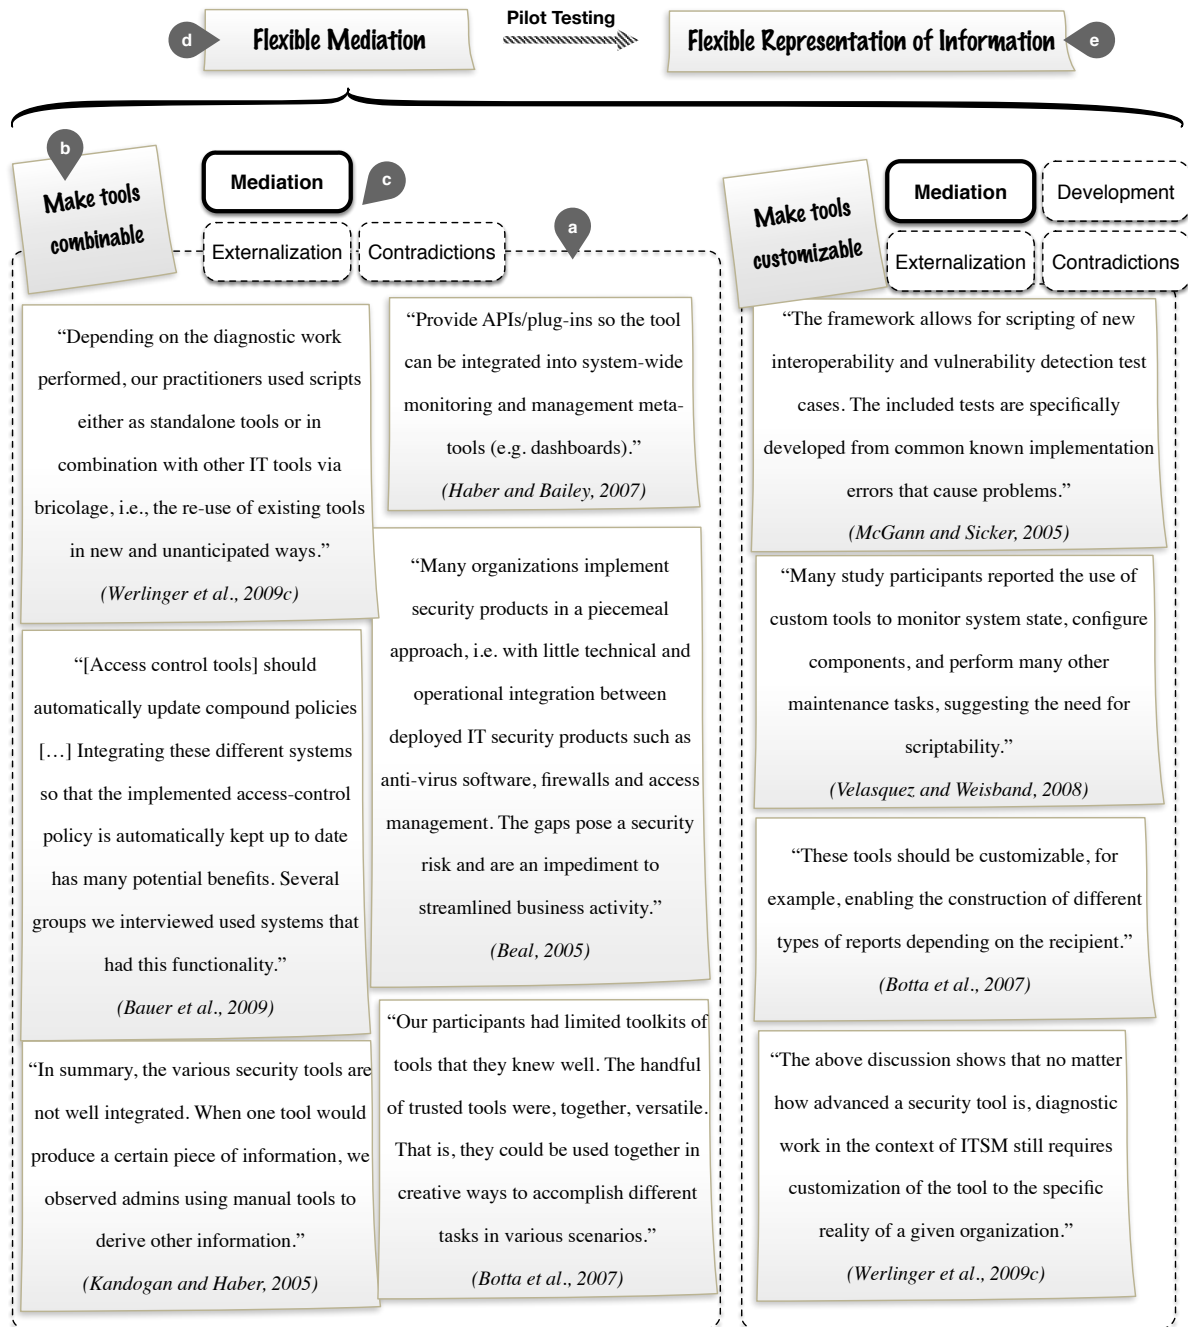 d
Flexible Mediation
Pilot Testing
Flexible Representation of Information
e
b
Make tools
combinable
Mediation
c
Externalization
Contradictions
a
“Depending on the diagnostic work
performed, our practitioners used scripts
either as standalone tools or in
combination with other IT tools via
bricolage, i.e., the re-use of existing tools
in new and unanticipated ways.”
(Werlinger et al., 2009c)
“[Access control tools] should
automatically update compound policies
[…] Integrating these different systems
so that the implemented access-control
policy is automatically kept up to date
has many potential benefits. Several
groups we interviewed used systems that
had this functionality.”
(Bauer et al., 2009)
“In summary, the various security tools are
not well integrated. When one tool would
produce a certain piece of information, we
observed admins using manual tools to
derive other information.”
(Kandogan and Haber, 2005)
“Provide APIs/plug-ins so the tool
can be integrated into system-wide
monitoring and management meta-
tools (e.g. dashboards).”
(Haber and Bailey, 2007)
“Many organizations implement
security products in a piecemeal
approach, i.e. with little technical and
operational integration between
deployed IT security products such as
anti-virus software, firewalls and access
management. The gaps pose a security
risk and are an impediment to
streamlined business activity.”
(Beal, 2005)
“Our participants had limited toolkits of
tools that they knew well. The handful
of trusted tools were, together, versatile.
That is, they could be used together in
creative ways to accomplish different
tasks in various scenarios.”
(Botta et al., 2007)
Make tools
customizable
Mediation
Development
Externalization
Contradictions
“The framework allows for scripting of new
interoperability and vulnerability detection test
cases. The included tests are specifically
developed from common known implementation
errors that cause problems.”
(McGann and Sicker, 2005)
“Many study participants reported the use of
custom tools to monitor system state, configure
components, and perform many other
maintenance tasks, suggesting the need for
scriptability.”
(Velasquez and Weisband, 2008)
“These tools should be customizable, for
example, enabling the construction of different
types of reports depending on the recipient.”
(Botta et al., 2007)
“The above discussion shows that no matter
how advanced a security tool is, diagnostic
work in the context of ITSM still requires
customization of the tool to the specific
reality of a given organization.”
(Werlinger et al., 2009c)